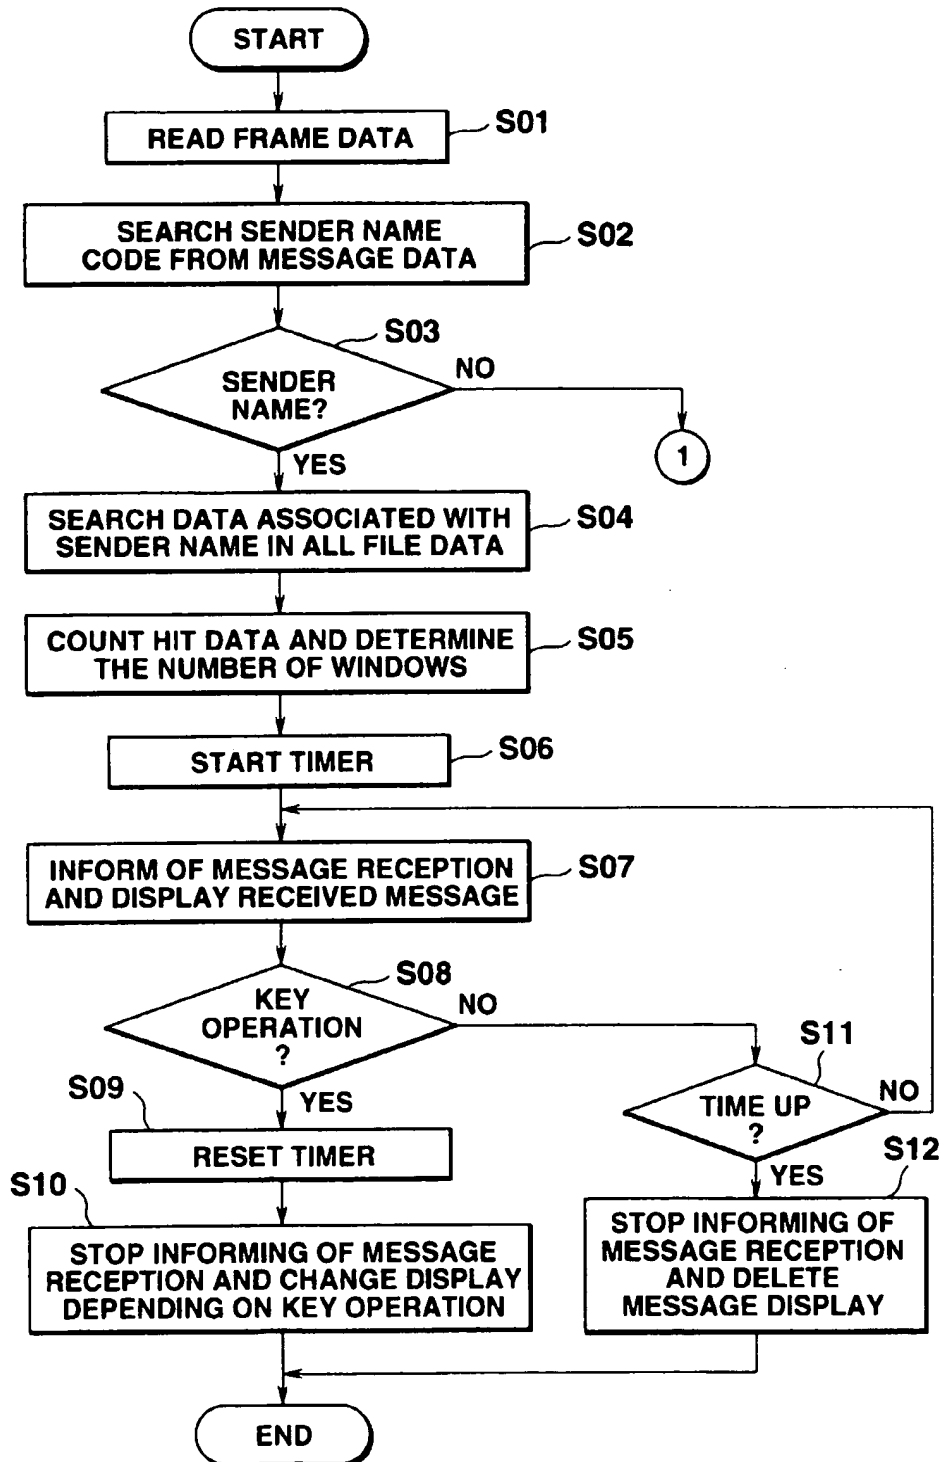 START
READ FRAME DATA
S01
SEARCH SENDER NAME
CODE FROM MESSAGE DATA
S02
S03
SENDER
NAME?
NO
1
YES
SEARCH DATA ASSOCIATED WITH
SENDER NAME IN ALL FILE DATA
S04
COUNT HIT DATA AND DETERMINE
THE NUMBER OF WINDOWS
S05
START TIMER
S06
INFORM OF MESSAGE RECEPTION
AND DISPLAY RECEIVED MESSAGE
S07
S08
KEY
OPERATION
?
NO
S11
TIME UP
?
NO
YES
S09
RESET TIMER
YES
S12
S10
STOP INFORMING OF MESSAGE
RECEPTION AND CHANGE DISPLAY
DEPENDING ON KEY OPERATION
STOP INFORMING OF
MESSAGE RECEPTION
AND DELETE
MESSAGE DISPLAY
END